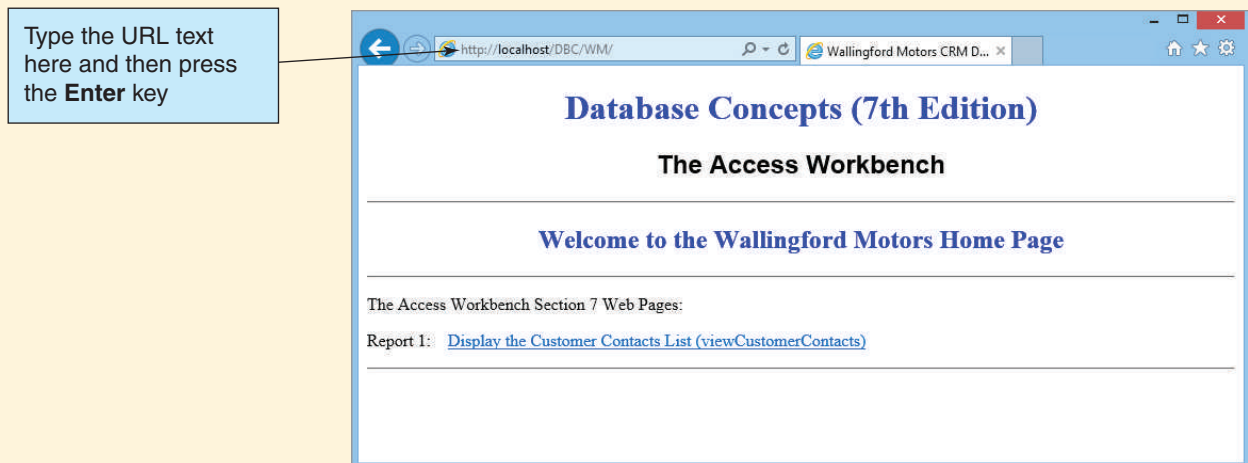 Type the URL text
here and then press
the Enter key
http://localhost/DBC/WM/
Wallingford Motors CRM D...
Database Concepts (7th Edition)
The Access Workbench
Welcome to the Wallingford Motors Home Page
The Access Workbench Section 7 Web Pages:
Report 1: Display the Customer Contacts List (viewCustomerContacts)